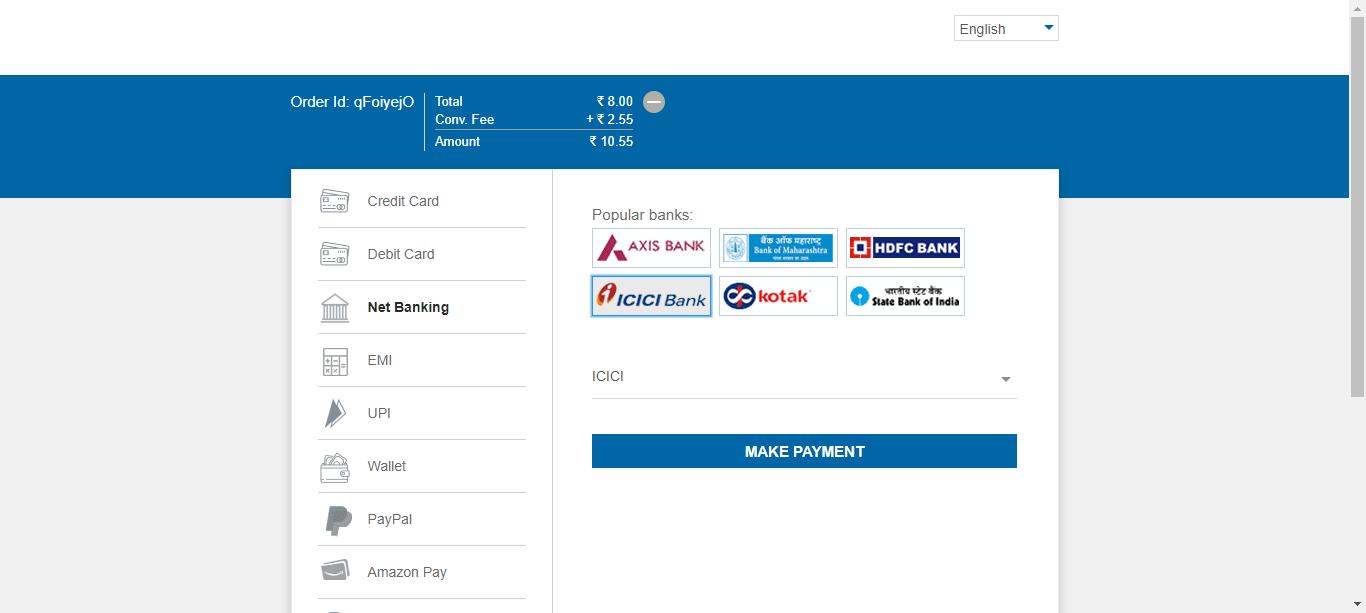 English
Order Id: qFoiyejO
Total ₹ 8.00
Conv. Fee + ₹ 2.55
Amount ₹ 10.55
Credit Card
Debit Card
Net Banking
EMI
UPI
Wallet
PayPal
Amazon Pay
Popular banks:
AXIS BANK
बैंक ऑफ महाराष्ट्र
Bank of Maharashtra
HDFC BANK
ICICI Bank
kotak
भारतीय स्टेट बैंक
State Bank of India
ICICI
MAKE PAYMENT